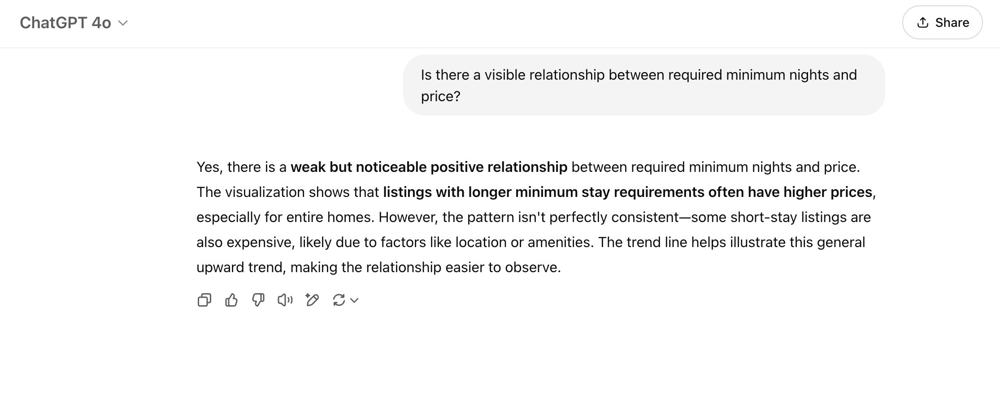 ChatGPT 4o
Share
Is there a visible relationship between required minimum nights and
price?
Yes, there is a weak but noticeable positive relationship between required minimum nights and price.
The visualization shows that listings with longer minimum stay requirements often have higher prices,
especially for entire homes. However, the pattern isn't perfectly consistent—some short-stay listings are
also expensive, likely due to factors like location or amenities. The trend line helps illustrate this general
upward trend, making the relationship easier to observe.